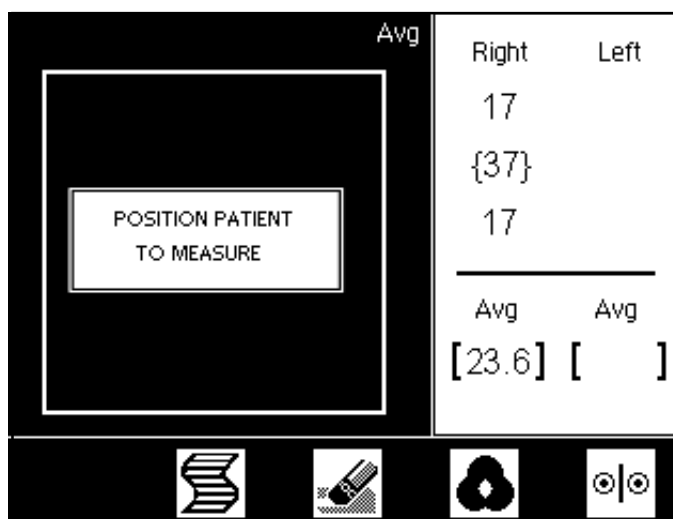 Avg
POSITION PATIENT
TO MEASURE
Right Left
17
{37}
17
Avg Avg
[23.6] [ ]